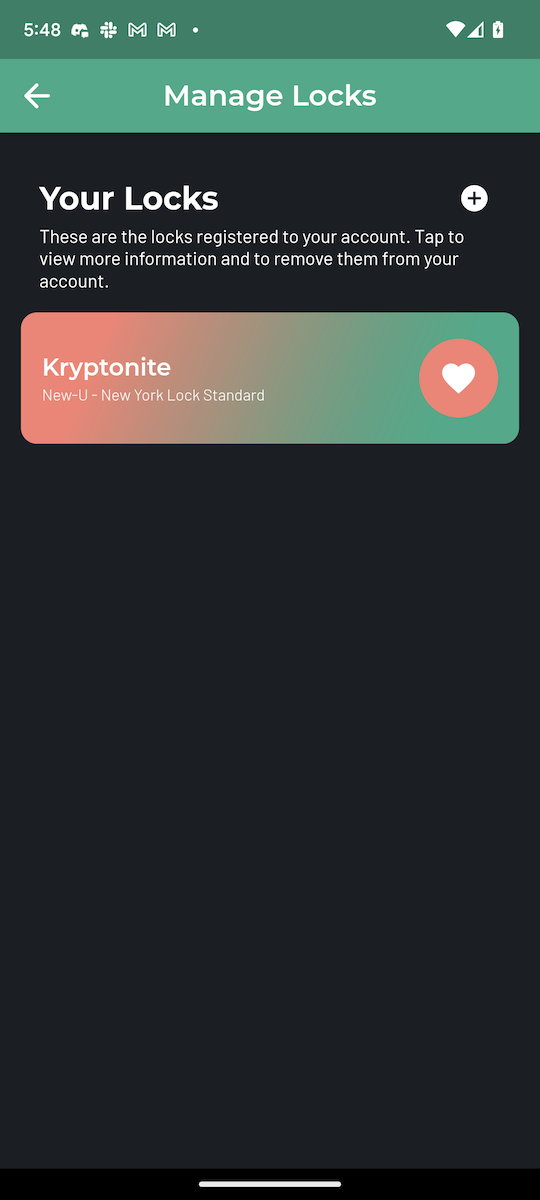 5:48
Manage Locks
Your Locks
These are the locks registered to your account. Tap to
view more information and to remove them from your
account.
Kryptonite
New-U - New York Lock Standard